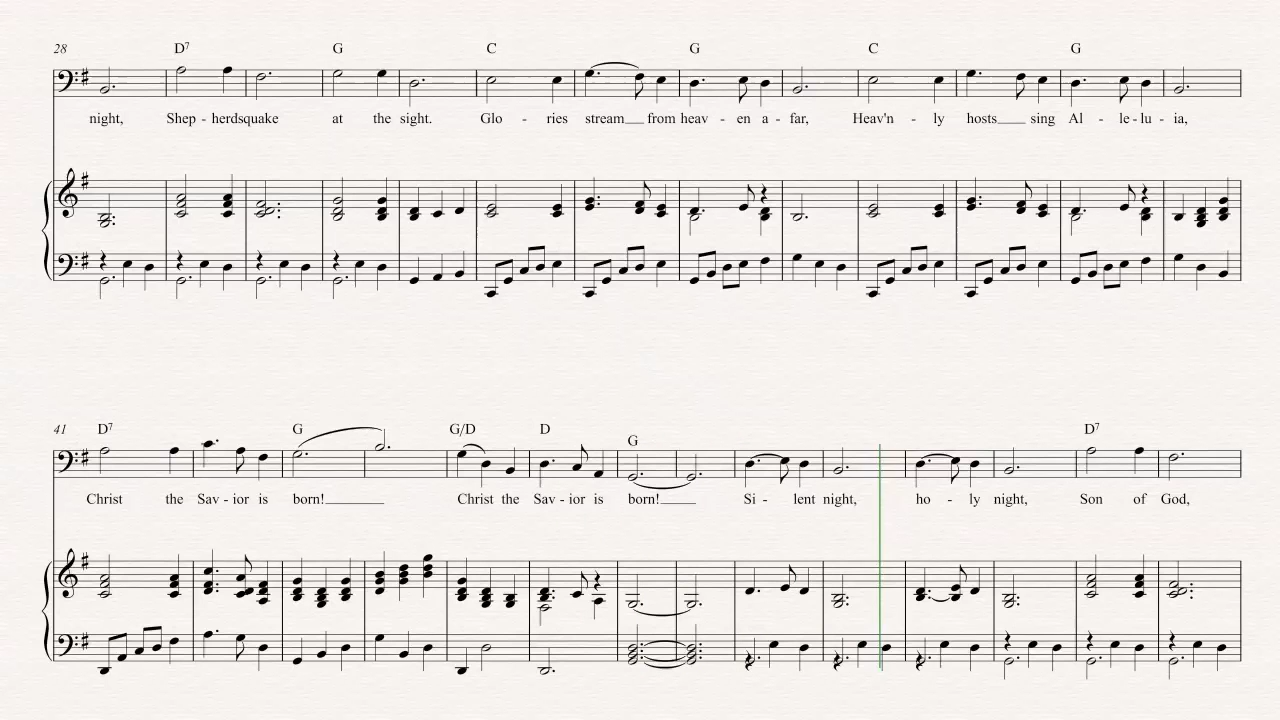 28 D7 G C G C G
night, Shep - herdsquake at the sight. Glo - ries stream from heav - en a - far, Heav'n - ly hosts sing Al - le - lu - ia,
41 D7 G G/D D G D7
Christ the Sav - ior is born! Christ the Sav - ior is born! Si - lent night, ho - ly night, Son of God,